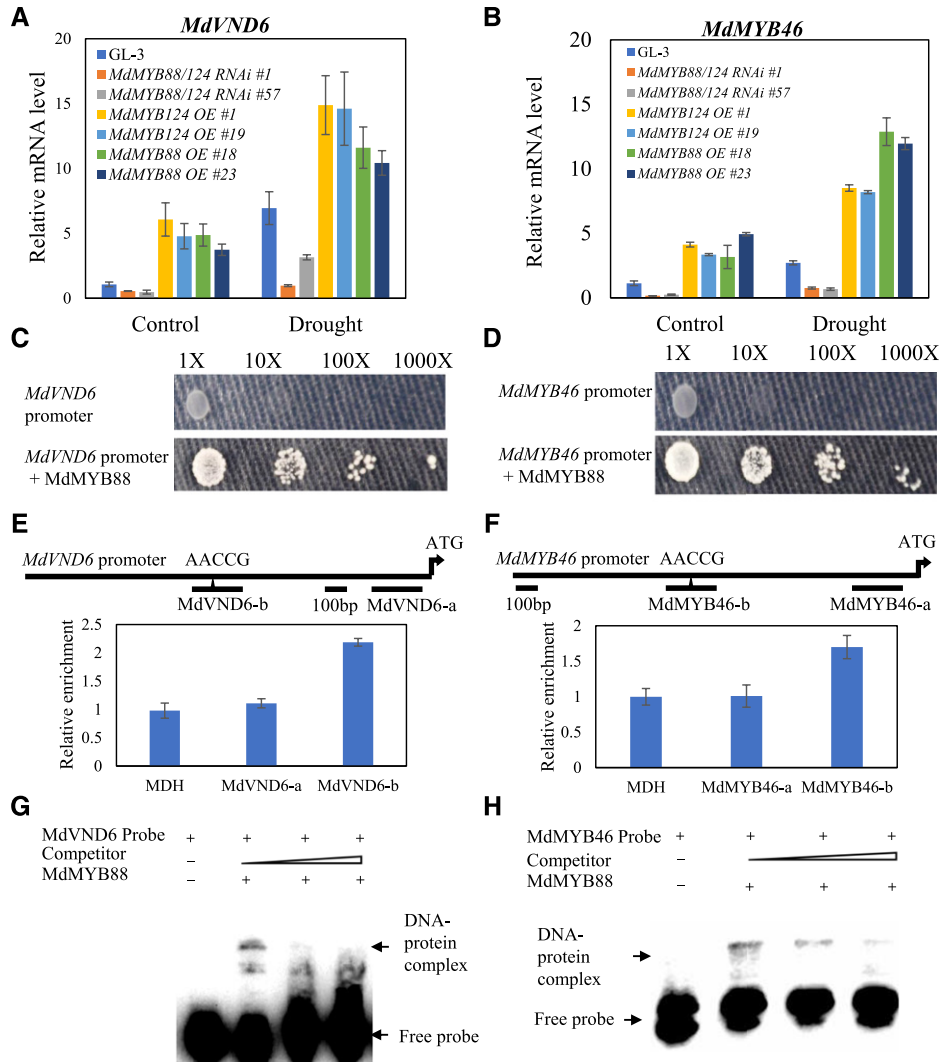 A
MdVND6
20
15
10
5
0
Relative mRNA level
GL-3
MdMYB88/124 RNAi #1
MdMYB88/124 RNAi #57
MdMYB124 OE #1
MdMYB124 OE #19
MdMYB88 OE #18
MdMYB88 OE #23
Control Drought
B
MdMYB46
20
15
10
5
0
Relative mRNA level
GL-3
MdMYB88/124 RNAi #1
MdMYB88/124 RNAi #57
MdMYB124 OE #1
MdMYB124 OE #19
MdMYB88 OE #18
MdMYB88 OE #23
Control Drought
C
1X 10X 100X 1000X
MdVND6
promoter
MdVND6 promoter
+ MdMYB88
D
1X 10X 100X 1000X
MdMYB46 promoter
MdMYB46 promoter
+ MdMYB88
E
ATG
MdVND6 promoter AACCG
MdVND6-b 100bp MdVND6-a
2.5
2
1.5
1
0.5
0
Relative enrichment
MDH MdVND6-a MdVND6-b
F
ATG
MdMYB46 promoter AACCG
100bp MdMYB46-b MdMYB46-a
2
1.5
1
0.5
0
Relative enrichment
MDH MdMYB46-a MdMYB46-b
G
MdVND6 Probe + + + +
Competitor −
MdMYB88 − + + +
DNA-
protein
complex
Free probe
H
MdMYB46 Probe + + + +
Competitor −
MdMYB88 − + + +
DNA-
protein
complex
Free probe